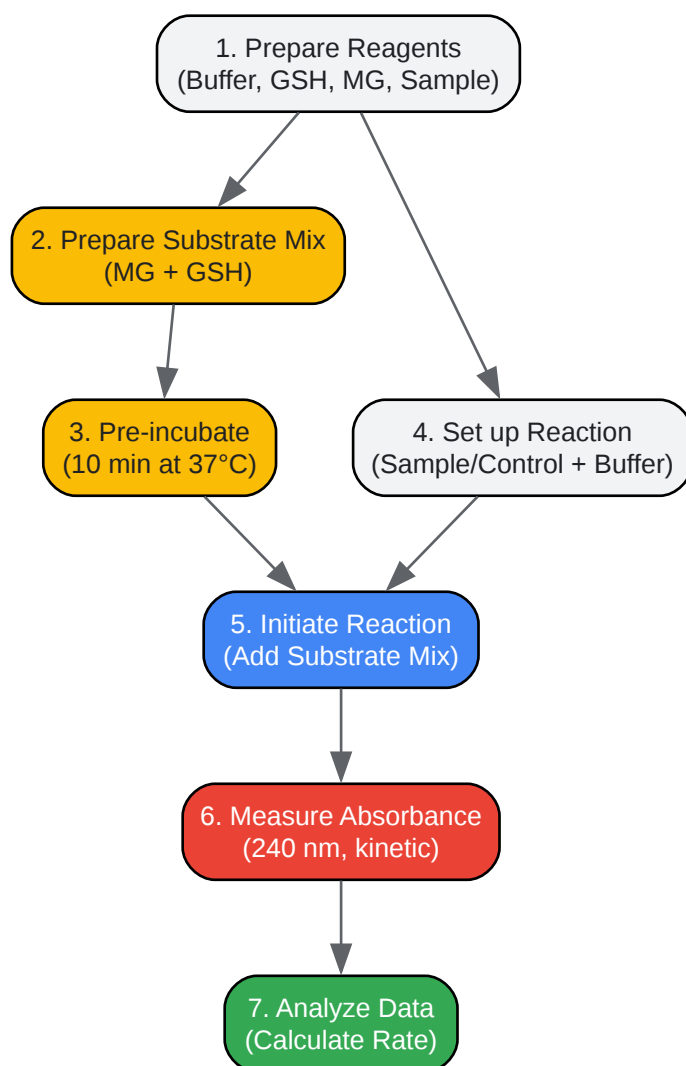 1. Prepare Reagents
(Buffer, GSH, MG, Sample)
2. Prepare Substrate Mix
(MG + GSH)
3. Pre-incubate
(10 min at 37°C)
4. Set up Reaction
(Sample/Control + Buffer)
5. Initiate Reaction
(Add Substrate Mix)
6. Measure Absorbance
(240 nm, kinetic)
7. Analyze Data
(Calculate Rate)